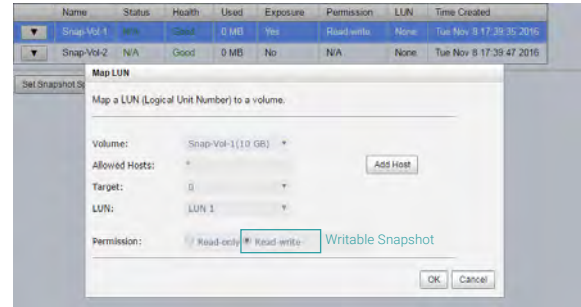 Name Status Health Used Exposure Permission LUN Time Created
Snap-Vol-1 N/A Good 0 MB Yes Read-write None Tue Nov 8 17:39:35 2016
Snap-Vol-2 N/A Good 0 MB No N/A None Tue Nov 8 17:39:47 2016
Set Snapshot
Map LUN
Map a LUN (Logical Unit Number) to a volume.
Volume: Snap-Vol-1(10 GB)
Allowed Hosts: * Add Host
Target: 0
LUN: LUN 1
Permission: Read-only Read-write Writable Snapshot
OK Cancel